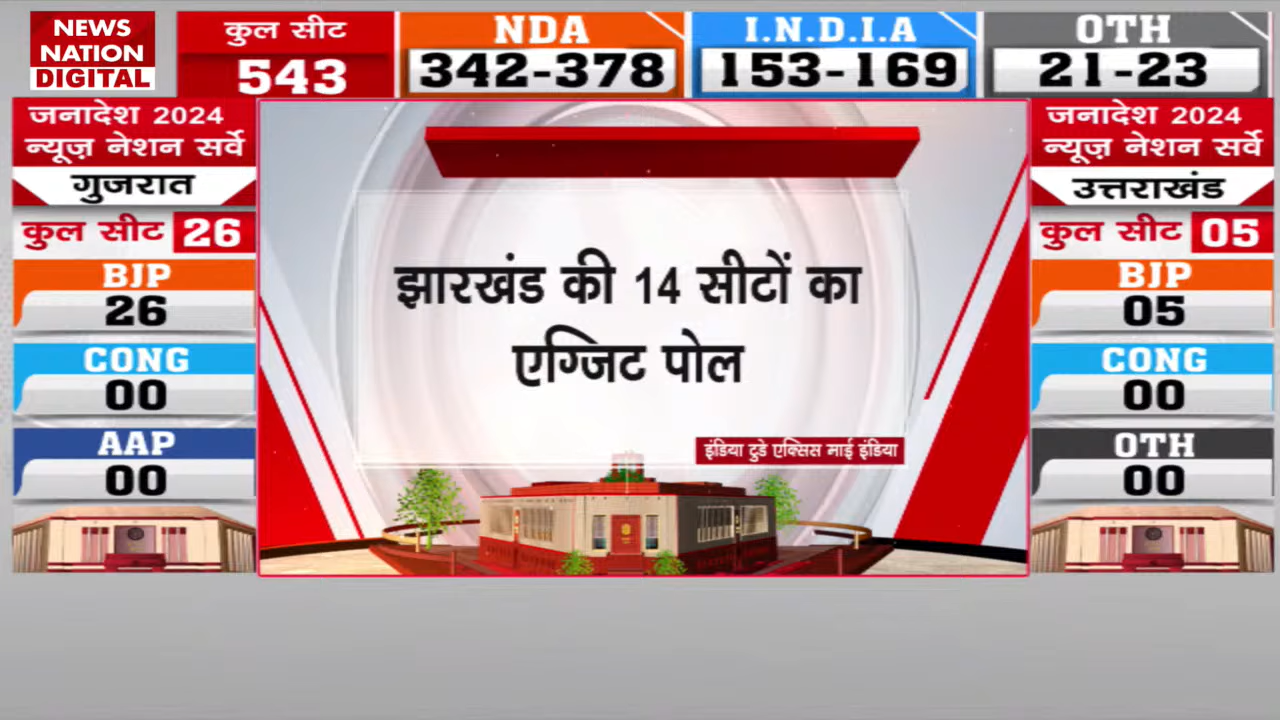 NEWS
NATION
DIGITAL
कुल सीट
543
NDA
342-378
I.N.D.I.A
153-169
OTH
21-23
जनादेश 2024
न्यूज़ नेशन सर्वे
गुजरात
कुल सीट 26
BJP
26
CONG
00
AAP
00
झारखंड की 14 सीटों का
एग्जिट पोल
इंडिया टुडे एक्सिस माई इंडिया
जनादेश 2024
न्यूज़ नेशन सर्वे
उत्तराखंड
कुल सीट 05
BJP
05
CONG
00
OTH
00